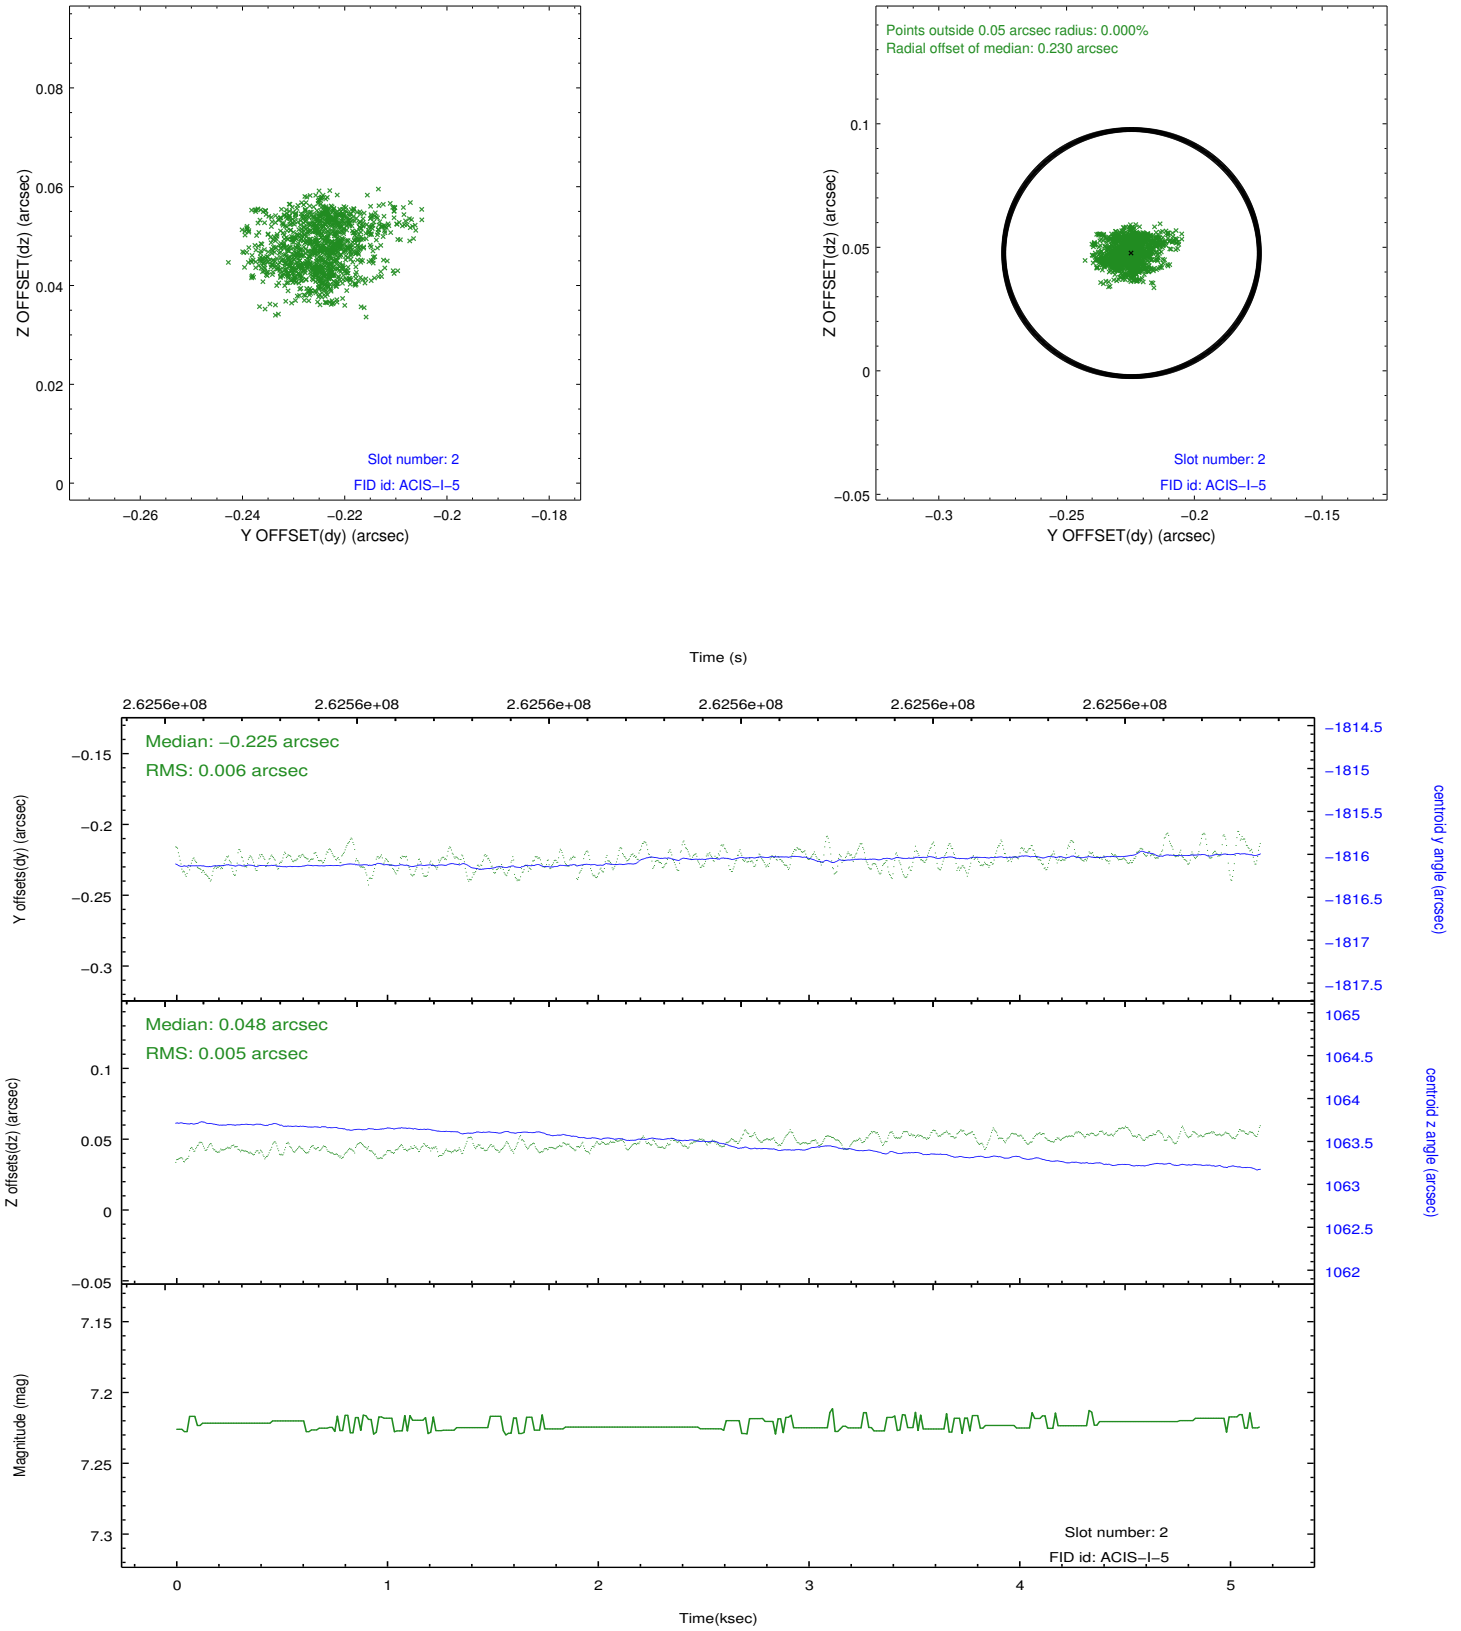 0.08
0.06
0.04
0.02
0
Z OFFSET(dz) (arcsec)
Slot number: 2
FID id: ACIS−I−5
−0.26 −0.24 −0.22 −0.2 −0.18
Y OFFSET(dy) (arcsec)
Points outside 0.05 arcsec radius: 0.000%
Radial offset of median: 0.230 arcsec
0.1
0.05
0
−0.05
Z OFFSET(dz) (arcsec)
Slot number: 2
FID id: ACIS−I−5
−0.3 −0.25 −0.2 −0.15
Y OFFSET(dy) (arcsec)
Time (s)
2.6256e+08 2.6256e+08 2.6256e+08 2.6256e+08 2.6256e+08 2.6256e+08
Median: −0.225 arcsec
RMS: 0.006 arcsec
−0.15
−0.2
−0.25
−0.3
Y offsets(dy) (arcsec)
−1814.5
−1815
−1815.5
−1816
−1816.5
−1817
−1817.5
centroid y angle (arcsec)
Median: 0.048 arcsec
RMS: 0.005 arcsec
0.1
0.05
0
−0.05
Z offsets(dz) (arcsec)
1065
1064.5
1064
1063.5
1063
1062.5
1062
centroid z angle (arcsec)
7.15
7.2
7.25
7.3
Magnitude (mag)
Slot number: 2
FID id: ACIS−I−5
0 1 2 3 4 5
Time(ksec)